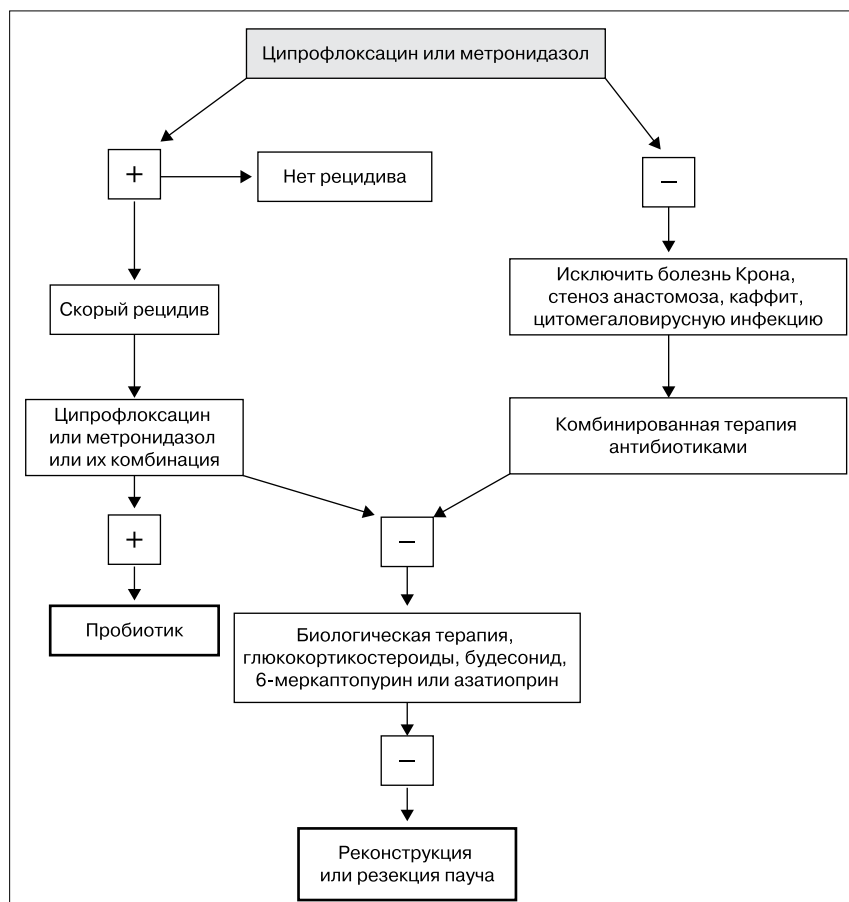 Ципрофлоксацин или метронидазол
+
Нет рецидива
−
Скорый рецидив
Исключить болезнь Крона,
стеноз анастомоза, каффит,
цитомегаловирусную инфекцию
Ципрофлоксацин
или метронидазол
или их комбинация
Комбинированная терапия
антибиотиками
+
−
Пробиотик
Биологическая терапия,
глюкокортикостероиды, будесонид,
6-меркаптопурин или азатиоприн
−
Реконструкция
или резекция пауча